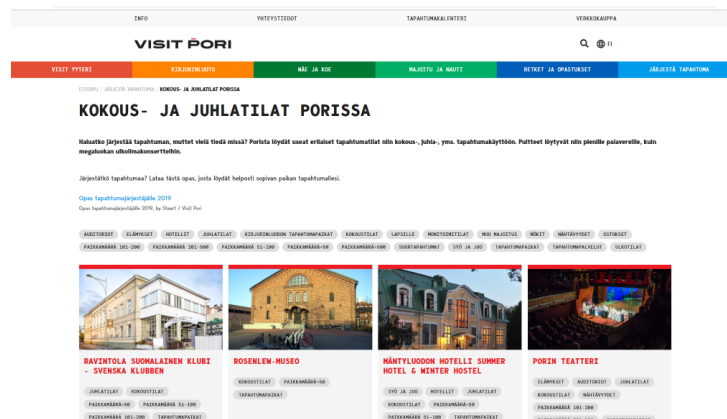 INFO
YHTEYSTIEDOT
TAPAHTUMAKALENTERI
VERKKOKAUPPA
VISIT PORI
FI
VISIT YYTERI
KIRJURINLUOTO
NÄE JA KOE
MAJOITU JA NAUTI
RETKET JA OPASTUKSET
JÄRJESTÄ TAPAHTUMA
ETUSIVU / JÄRJESTÄ TAPAHTUMA / KOKOUS- JA JUHLATILAT PORISSA
KOKOUS- JA JUHLATILAT PORISSA
Haluatko järjestää tapahtuman, muttet vielä tiedä missä? Porista löydät useat erilaiset tapahtumatilat niin kokous-, juhla-, yms. tapahtumakäyttöön. Puitteet löytyvät niin pienille palavereille, kuin
megaluokan ulkoilmakonsertteihin.
Järjestätkö tapahtumaa? Lataa tästä opas, josta löydät helposti sopivan paikan tapahtumallesi.
Opas tapahtumajärjestäjälle 2019
Opas tapahtumajärjestäjälle 2019, by Stuart / Visit Pori
AUDITORIOT ELÄMYKSET HOTELLIT JUHLATILAT KIRJURINLUODON TAPAHTUMAPAIKAT KOKOUSTILAT LAPSILLE MONITOIMITILAT MUU MAJOITUS MÖKIT NÄHTÄVYYDET OSTOKSET
PAIKKAMÄÄRÄ 101-200 PAIKKAMÄÄRÄ 201-500 PAIKKAMÄÄRÄ 51-100 PAIKKAMÄÄRÄ-50 PAIKKAMÄÄRÄ+500 SUURTAPAHTUMAT SYÖ JA JUO TAPAHTUMAPAIKAT TAPAHTUMAPALVELUT ULKOTILAT
RAVINTOLA SUOMALAINEN KLUBI
- SVENSKA KLUBBEN
JUHLATILAT KOKOUSTILAT
PAIKKAMÄÄRÄ-50 PAIKKAMÄÄRÄ 51-100
PAIKKAMÄÄRÄ 101-200 TAPAHTUMAPAIKAT
ROSENLEW-MUSEO
KOKOUSTILAT PAIKKAMÄÄRÄ-50
TAPAHTUMAPAIKAT
MÄNTYLUODON HOTELLI SUMMER
HOTEL & WINTER HOSTEL
SYÖ JA JUO HOTELLIT JUHLATILAT
KOKOUSTILAT PAIKKAMÄÄRÄ-50
PAIKKAMÄÄRÄ 51-100 TAPAHTUMAPAIKAT
PORIN TEATTERI
ELÄMYKSET AUDITORIOT JUHLATILAT
KOKOUSTILAT NÄHTÄVYYDET
PAIKKAMÄÄRÄ 101-200